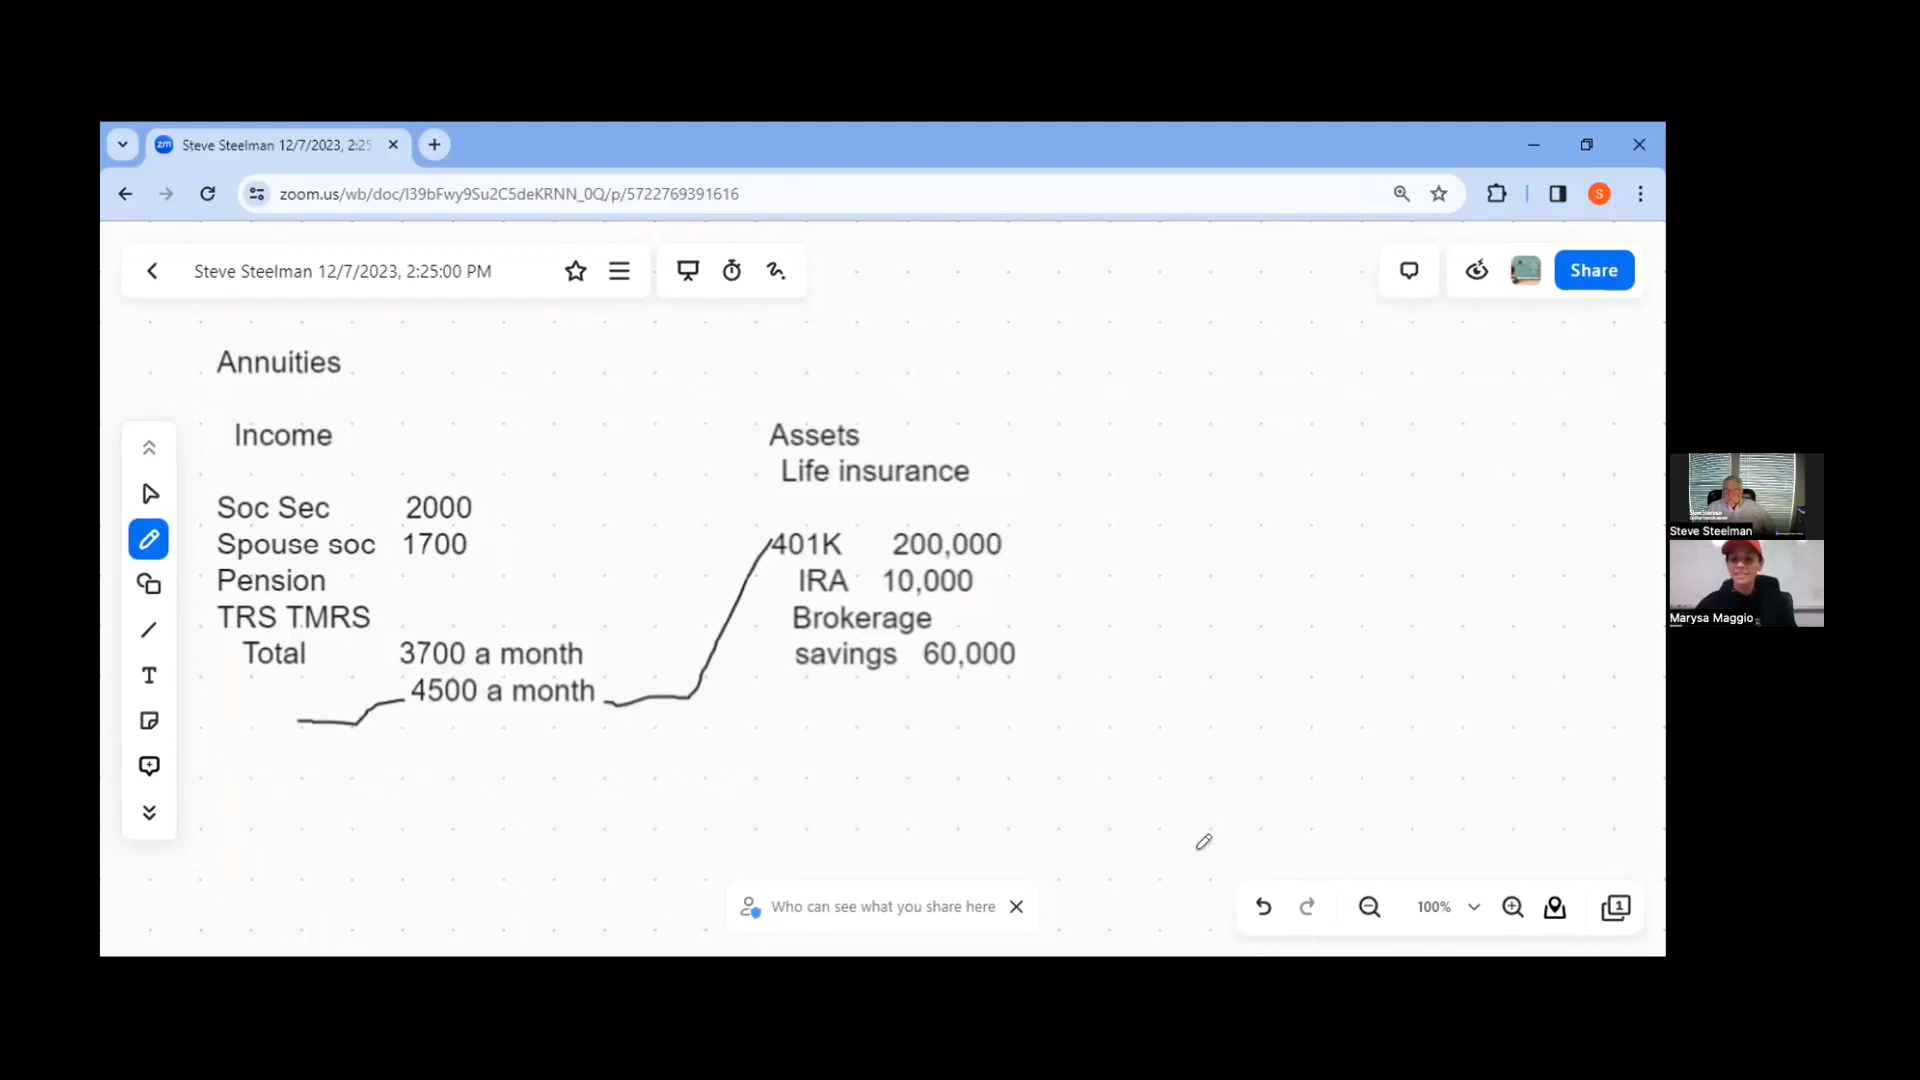 Steve Steelman 12/7/2023, 2:25
zoom.us/wb/doc/I39bFwy9Su2C5deKRNN_0Q/p/5722769391616
S
Steve Steelman 12/7/2023, 2:25:00 PM
Share
Annuities
Income
Soc Sec 2000
Spouse soc 1700
Pension
TRS TMRS
Total 3700 a month
4500 a month
Assets
Life insurance
401K 200,000
IRA 10,000
Brokerage
savings 60,000
T
Who can see what you share here
100%
1
Steve Steelman
Marysa Maggio